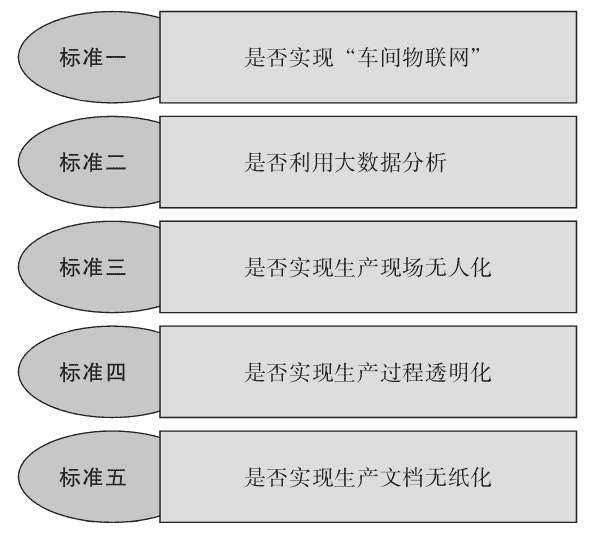 标准一 是否实现“车间物联网”
标准二 是否利用大数据分析
标准三 是否实现生产现场无人化
标准四 是否实现生产过程透明化
标准五 是否实现生产文档无纸化